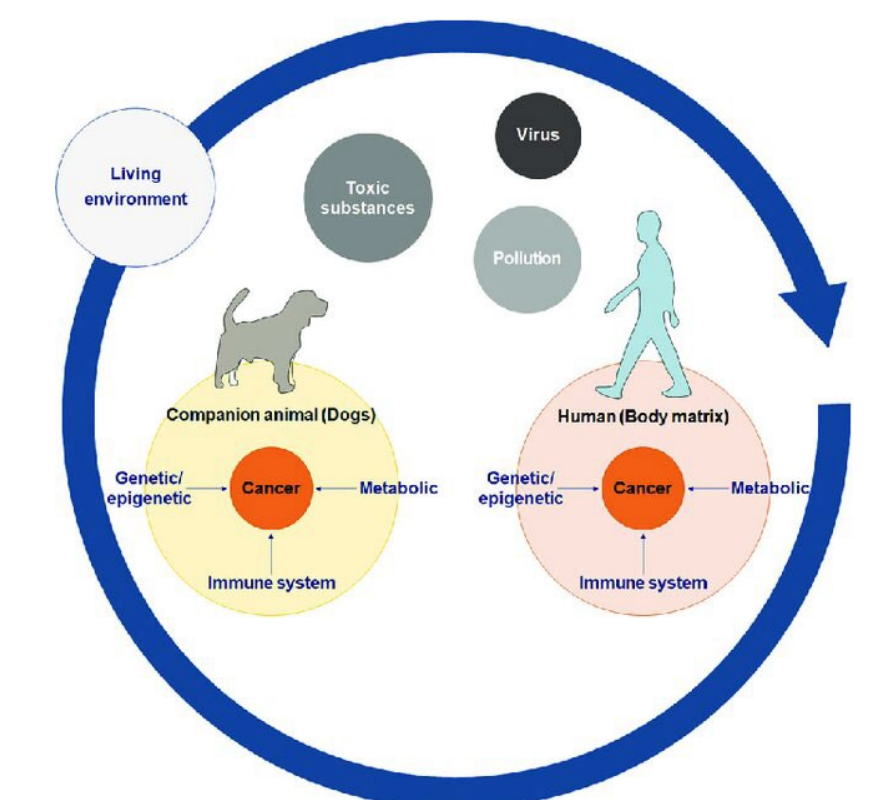 Virus
Living
environment
Toxic
substances
Pollution
Companion animal (Dogs)
Genetic/
epigenetic
Cancer
Metabolic
Immune system
Human (Body matrix)
Genetic/
epigenetic
Cancer
Metabolic
Immune system